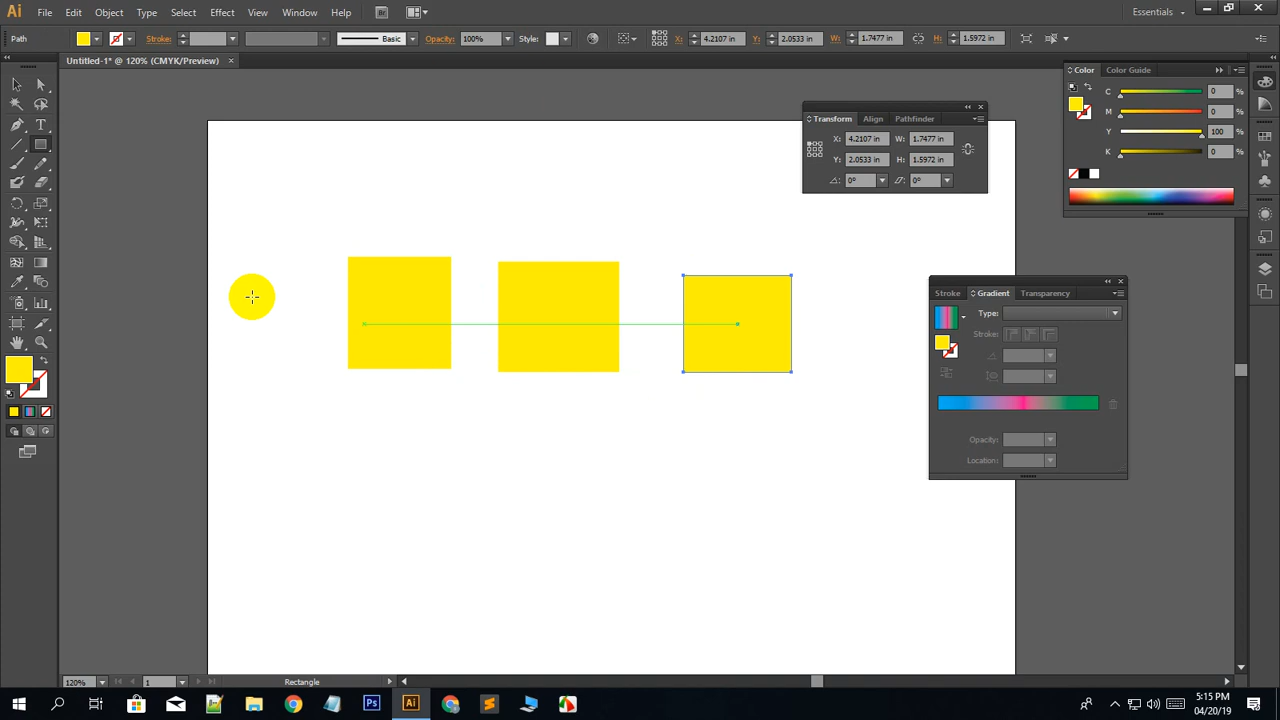 Ai File Edit Object Type Select Effect View Window Help Br Essentials
Path Stroke: Basic Opacity: 100% Style: X: 4.2107 in Y: 2.0533 in W: 1.7477 in H: 1.5972 in
Untitled-1* @ 120% (CMYK/Preview)
Color Color Guide
C 0 %
M 0 %
Y 100 %
K 0 %
Transform Align Pathfinder
X: 4.2107 in W: 1.7477 in
Y: 2.0533 in H: 1.5972 in
0° 0°
Stroke Gradient Transparency
Type:
Stroke:
Opacity:
Location:
120% 1 Rectangle
Ps Ai 5:15 PM
04/20/19